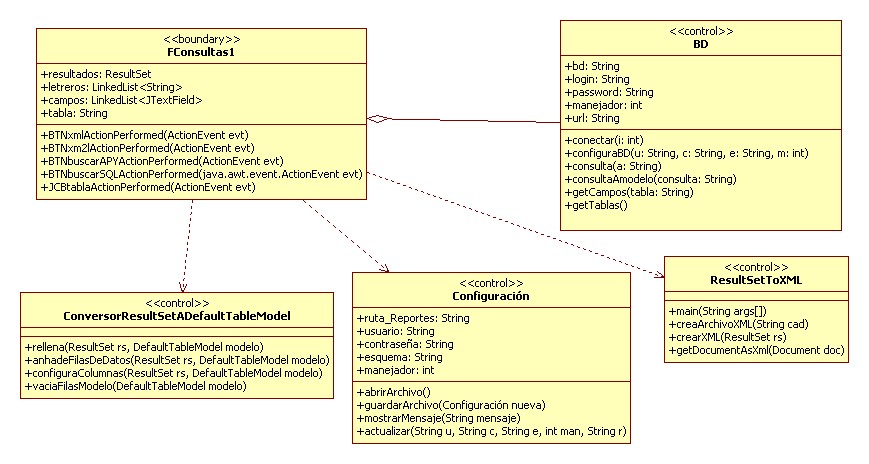 <<boundary>>
FConsultas1
+resultados: ResultSet
+letreros: LinkedList<String>
+campos: LinkedList<JTextField>
+tabla: String
+BTNxmlActionPerformed(ActionEvent evt)
+BTNxm2lActionPerformed(ActionEvent evt)
+BTNbuscarAPYActionPerformed(ActionEvent evt)
+BTNbuscarSQLActionPerformed(java.awt.event.ActionEvent evt)
+JCBtablaActionPerformed(ActionEvent evt)
<<control>>
BD
+bd: String
+login: String
+password: String
+manejador: int
+url: String
+conectar(i: int)
+configuraBD(u: String, c: String, e: String, m: int)
+consulta(a: String)
+consultaAmodelo(consulta: String)
+getCampos(tabla: String)
+getTablas()
<<control>>
ConversorResultSetADefaultTableModel
+rellena(ResultSet rs, DefaultTableModel modelo)
+anhadeFilasDeDatos(ResultSet rs, DefaultTableModel modelo)
+configuraColumnas(ResultSet rs, DefaultTableModel modelo)
+vaciaFilasModelo(DefaultTableModel modelo)
<<control>>
Configuración
+ruta_Reportes: String
+usuario: String
+contraseña: String
+esquema: String
+manejador: int
+abrirArchivo()
+guardarArchivo(Configuración nueva)
+mostrarMensaje(String mensaje)
+actualizar(String u, String c, String e, int man, String r)
<<control>>
ResultSetToXML
+main(String args[])
+creaArchivoXML(String cad)
+crearXML(ResultSet rs)
+getDocumentAsXml(Document doc)